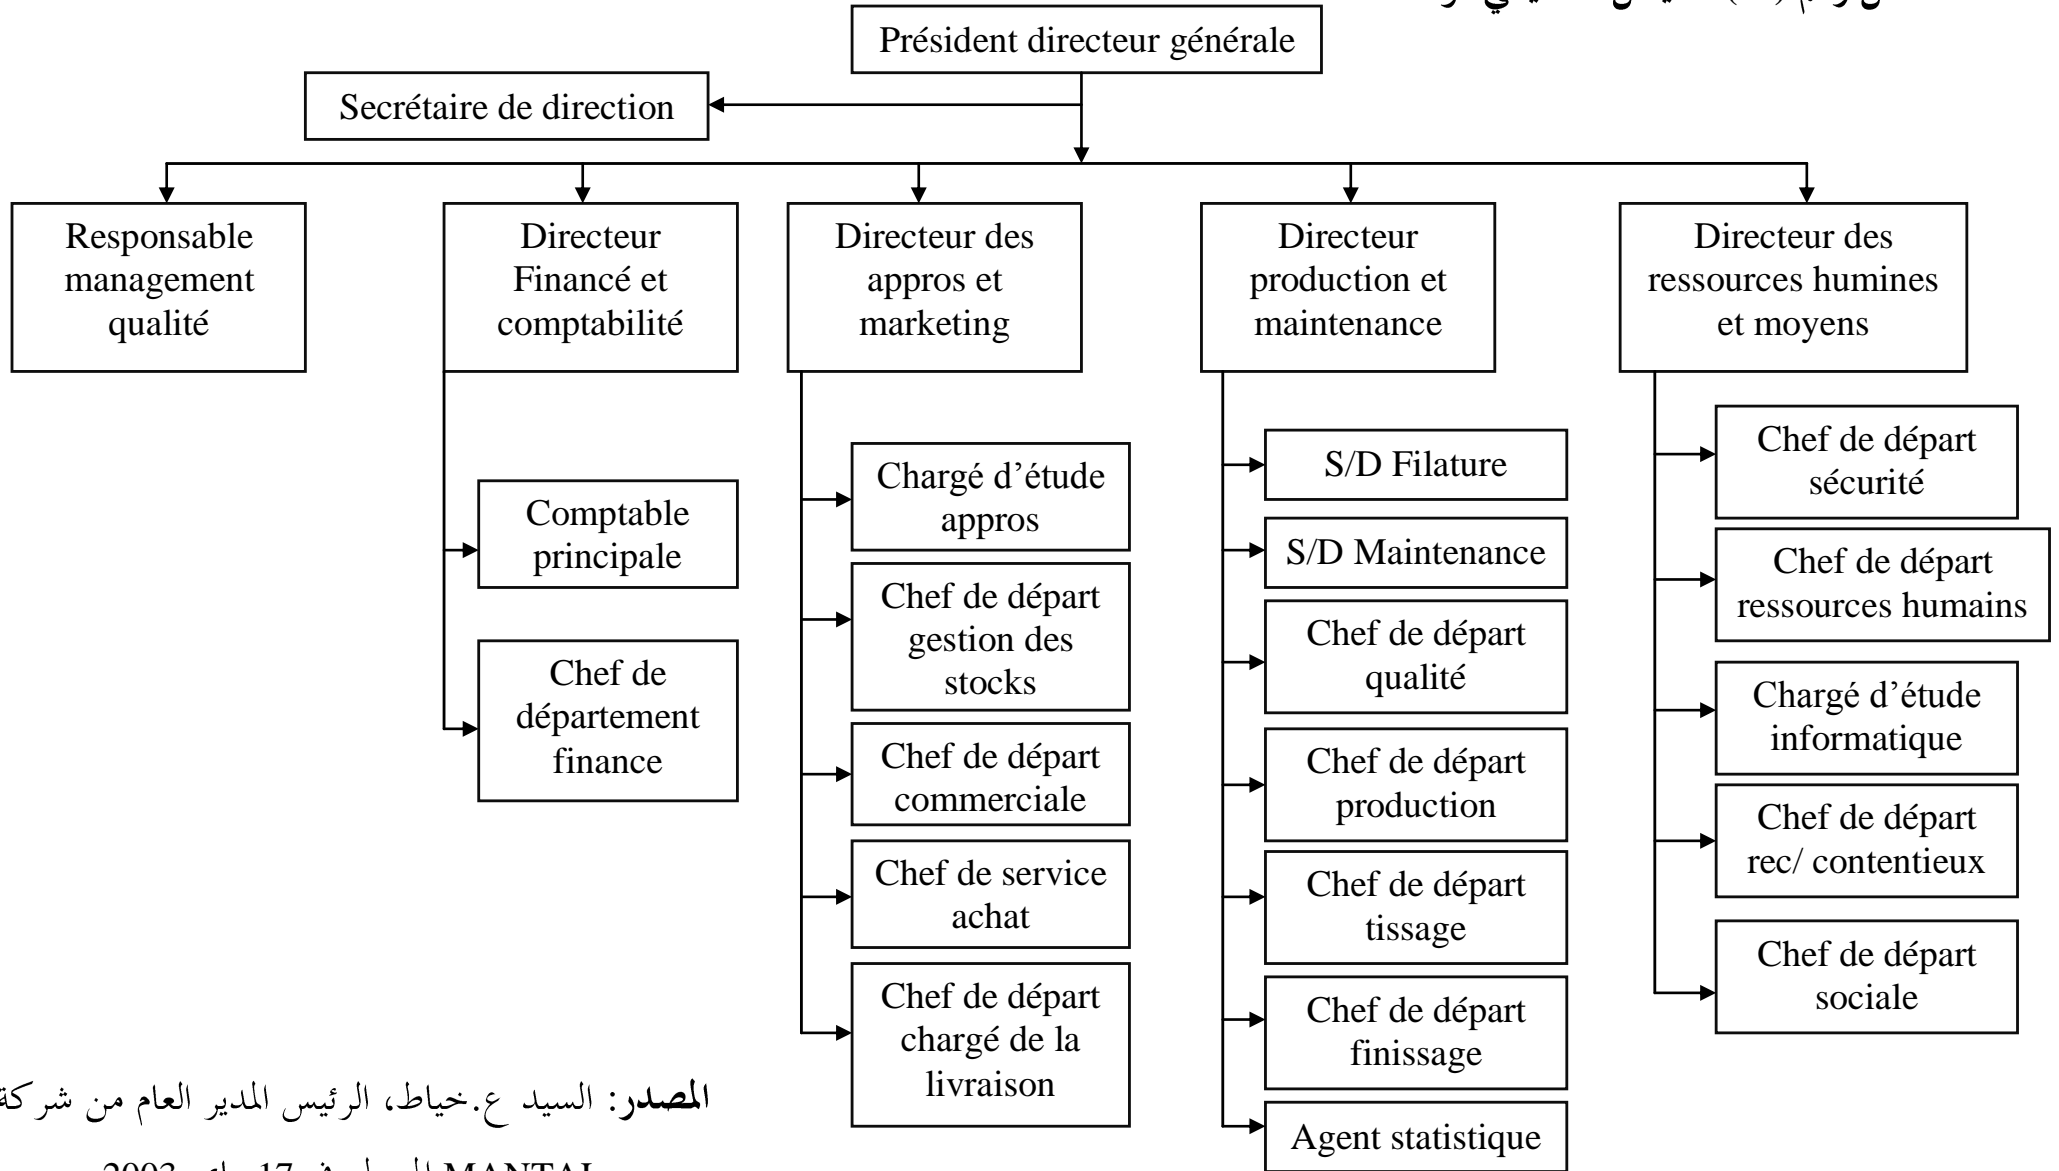 Président directeur générale
Secrétaire de direction
Responsable
management
qualité
Directeur
Financé et
comptabilité
Directeur des
appros et
marketing
Directeur
production et
maintenance
Directeur des
ressources humines
et moyens
Comptable
principale
Chef de
département
finance
Chargé d’étude
appros
Chef de départ
gestion des
stocks
Chef de départ
commerciale
Chef de service
achat
Chef de départ
chargé de la
livraison
S/D Filature
S/D Maintenance
Chef de départ
qualité
Chef de départ
production
Chef de départ
tissage
Chef de départ
finissage
Agent statistique
Chef de départ
sécurité
Chef de départ
ressources humains
Chargé d’étude
informatique
Chef de départ
rec/ contentieux
Chef de départ
sociale
المصدر: السيد ع.خياط، الرئيس المدير العام من شركة
MANTAL
17
2003